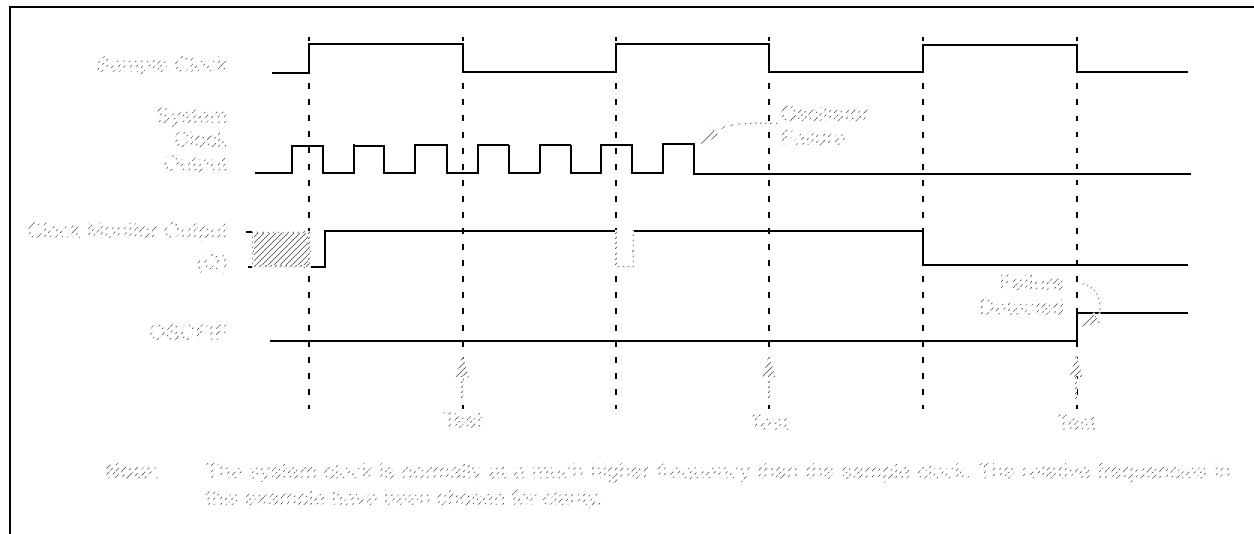 Sample Clock
System
Clock
Output
Oscillator
Failure
Clock Monitor Output
(Q)
Failure
Detected
OSCFIF
Test
Test
Test
Note: The system clock is normally at a much higher frequency than the sample clock. The relative frequencies in
this example have been chosen for clarity.